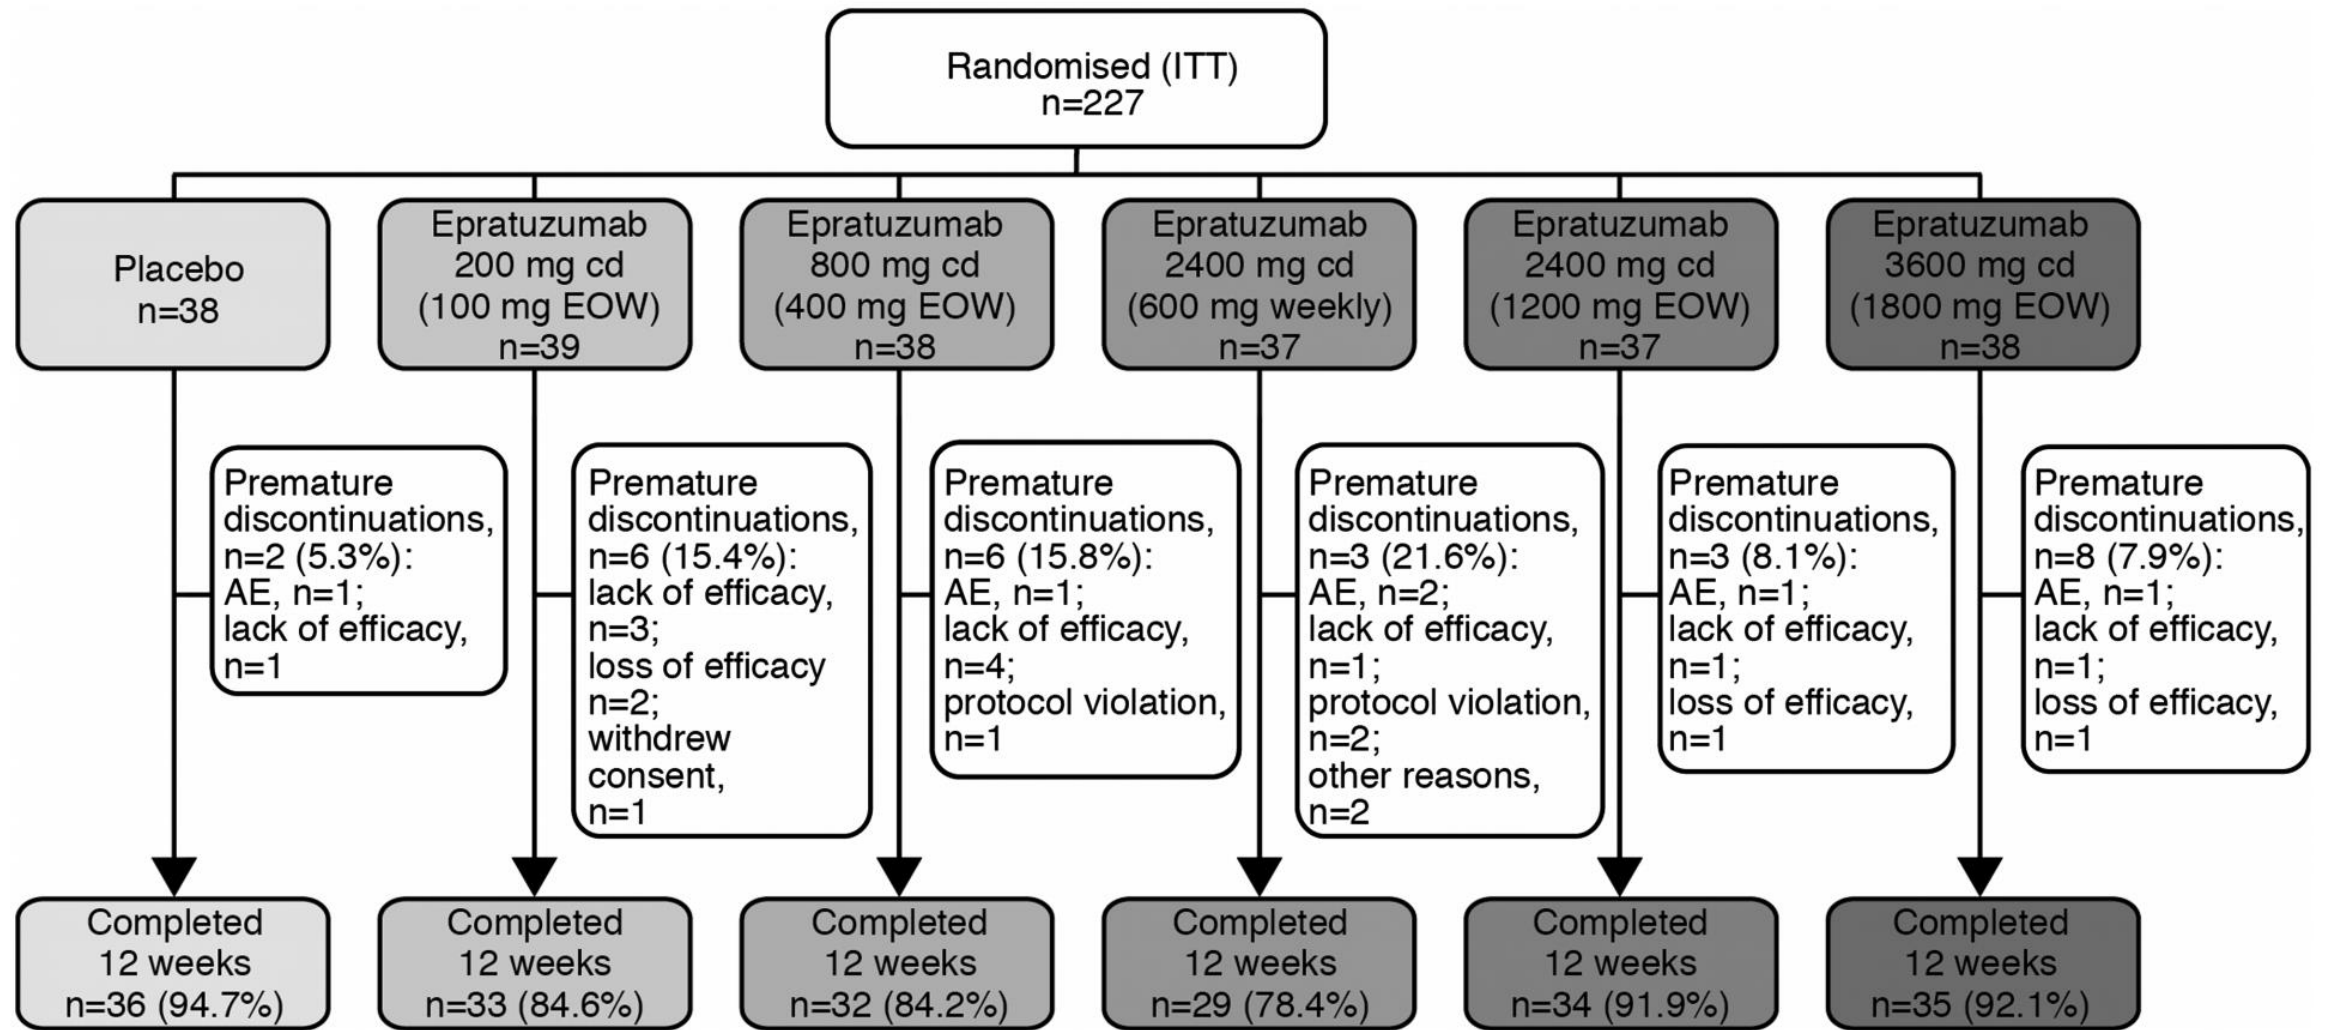 Randomised (ITT)
n=227
Placebo
n=38
Epratuzumab
200 mg cd
(100 mg EOW)
n=39
Epratuzumab
800 mg cd
(400 mg EOW)
n=38
Epratuzumab
2400 mg cd
(600 mg weekly)
n=37
Epratuzumab
2400 mg cd
(1200 mg EOW)
n=37
Epratuzumab
3600 mg cd
(1800 mg EOW)
n=38
Premature
discontinuations,
n=2 (5.3%):
AE, n=1;
lack of efficacy,
n=1
Premature
discontinuations,
n=6 (15.4%):
lack of efficacy,
n=3;
loss of efficacy
n=2;
withdrew
consent,
n=1
Premature
discontinuations,
n=6 (15.8%):
AE, n=1;
lack of efficacy,
n=4;
protocol violation,
n=1
Premature
discontinuations,
n=3 (21.6%):
AE, n=2;
lack of efficacy,
n=1;
protocol violation,
n=2;
other reasons,
n=2
Premature
discontinuations,
n=3 (8.1%):
AE, n=1;
lack of efficacy,
n=1;
loss of efficacy,
n=1
Premature
discontinuations,
n=8 (7.9%):
AE, n=1;
lack of efficacy,
n=1;
loss of efficacy,
n=1
Completed
12 weeks
n=36 (94.7%)
Completed
12 weeks
n=33 (84.6%)
Completed
12 weeks
n=32 (84.2%)
Completed
12 weeks
n=29 (78.4%)
Completed
12 weeks
n=34 (91.9%)
Completed
12 weeks
n=35 (92.1%)